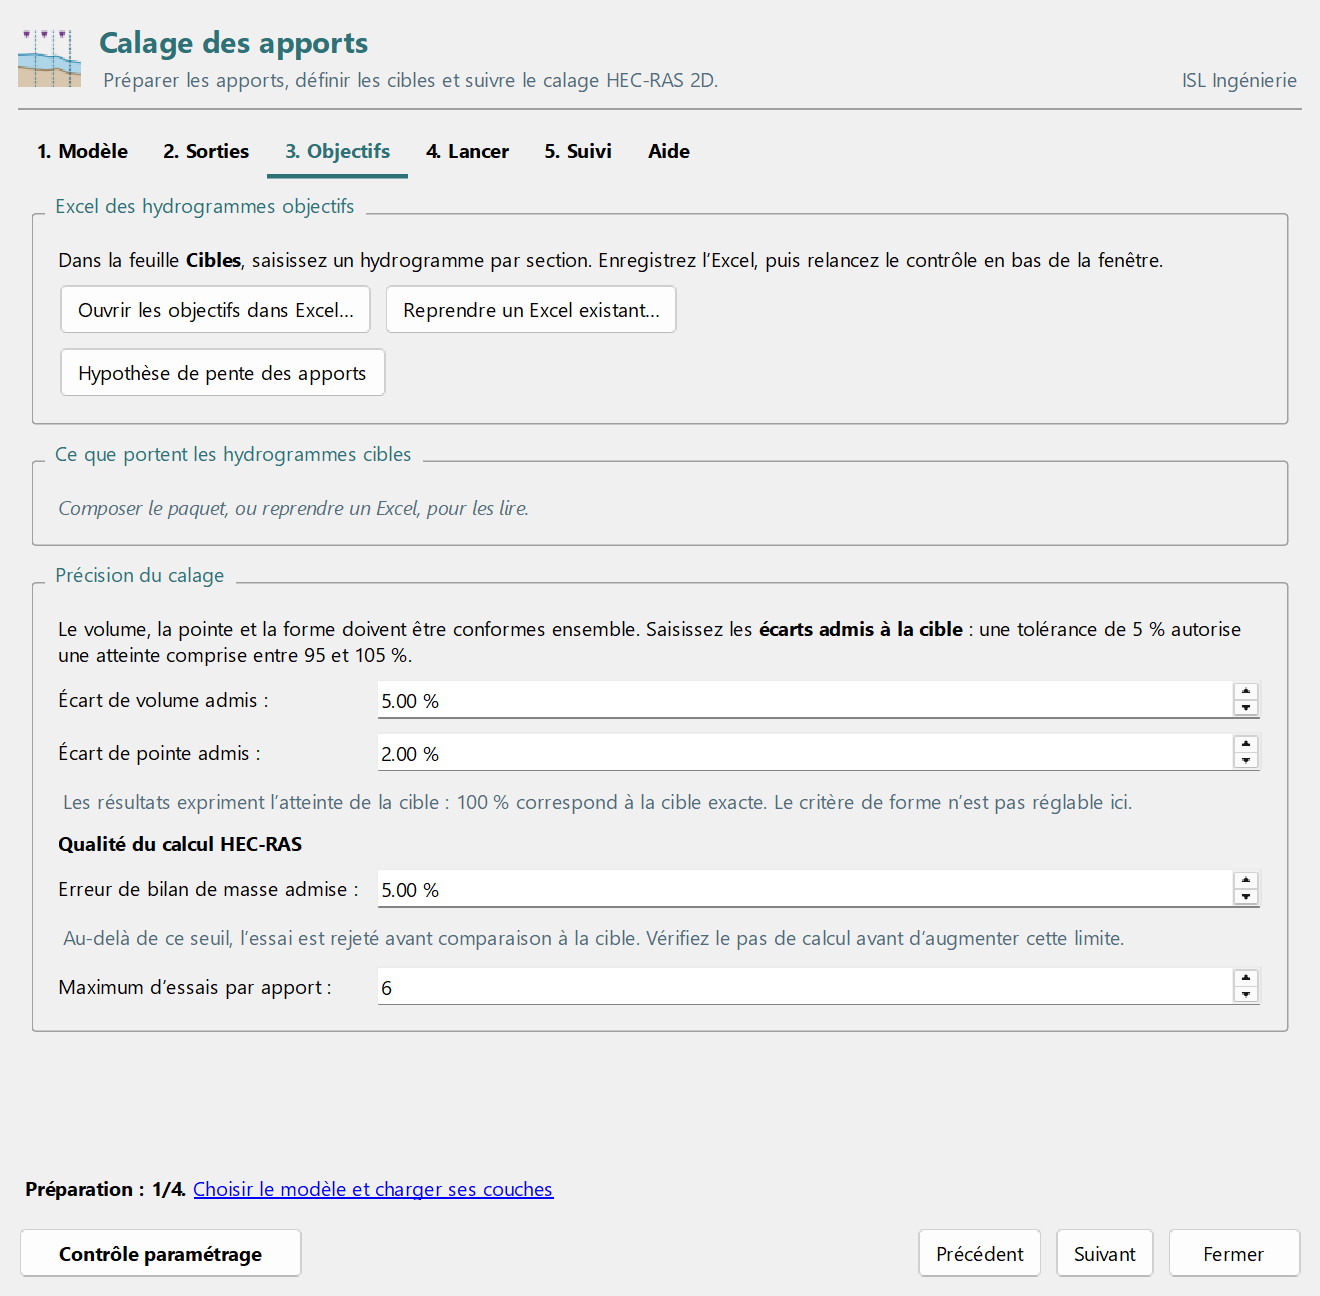 Calage des apports
Préparer les apports, définir les cibles et suivre le calage HEC-RAS 2D.
ISL Ingénierie
1. Modèle
2. Sorties
3. Objectifs
4. Lancer
5. Suivi
Aide
Excel des hydrogrammes objectifs
Dans la feuille Cibles, saisissez un hydrogramme par section. Enregistrez l’Excel, puis relancez le contrôle en bas de la fenêtre.
Ouvrir les objectifs dans Excel...
Reprendre un Excel existant...
Hypothèse de pente des apports
Ce que portent les hydrogrammes cibles
Composer le paquet, ou reprendre un Excel, pour les lire.
Précision du calage
Le volume, la pointe et la forme doivent être conformes ensemble. Saisissez les écarts admis à la cible : une tolérance de 5 % autorise
une atteinte comprise entre 95 et 105 %.
Écart de volume admis :
5.00 %
Écart de pointe admis :
2.00 %
Les résultats expriment l’atteinte de la cible : 100 % correspond à la cible exacte. Le critère de forme n’est pas réglable ici.
Qualité du calcul HEC-RAS
Erreur de bilan de masse admise :
5.00 %
Au-delà de ce seuil, l’essai est rejeté avant comparaison à la cible. Vérifiez le pas de calcul avant d’augmenter cette limite.
Maximum d’essais par apport :
6
Préparation : 1/4. Choisir le modèle et charger ses couches
Contrôle paramétrage
Précédent
Suivant
Fermer